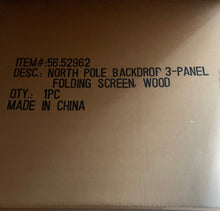 ITEM#: 56.52962
DESC.: NORTH POLE BACKDROP 3-PANEL
FOLDING SCREEN, WOOD
QTY.: 1PC
MADE IN CHINA